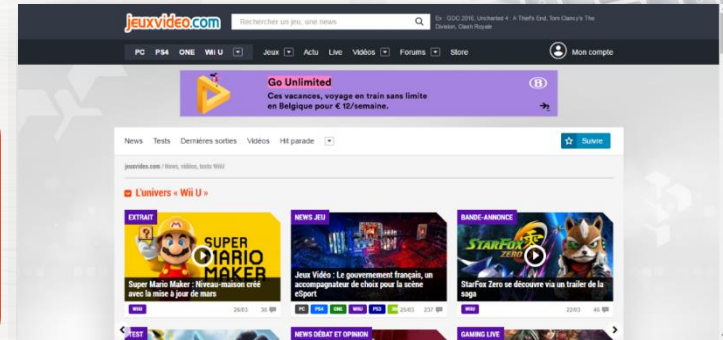 jeuxvideo.com
Rechercher un jeu, une news
Ex : GDC 2016, Uncharted 4 : A Thief's End, Tom Clancy's The Division, Clash Royale
PC PS4 ONE WII U Jeux Actu Live Vidéos Forums Store Mon compte
Go Unlimited
Ces vacances, voyage en train sans limite
en Belgique pour € 12/semaine.
B
News Tests Dernières sorties Vidéos Hit parade Suivre
jeuxvideo.com / News, vidéos, tests WiiU
L'univers « Wii U »
EXTRAIT
SUPER MARIO MAKER
Super Mario Maker : Niveau-maison créé
avec la mise à jour de mars
WIIU
38
NEWS JEU
Jeux Vidéo : Le gouvernement français, un
accompagnateur de choix pour la scène
eSport
PC PS4 ONE WIIU PS3 25/03 237
BANDE-ANNONCE
STARFOX ZERO
StarFox Zero se découvre via un trailer de la
saga
WIIU 22/03 46
TEST
NEWS DÉBAT ET OPINION
GAMING LIVE